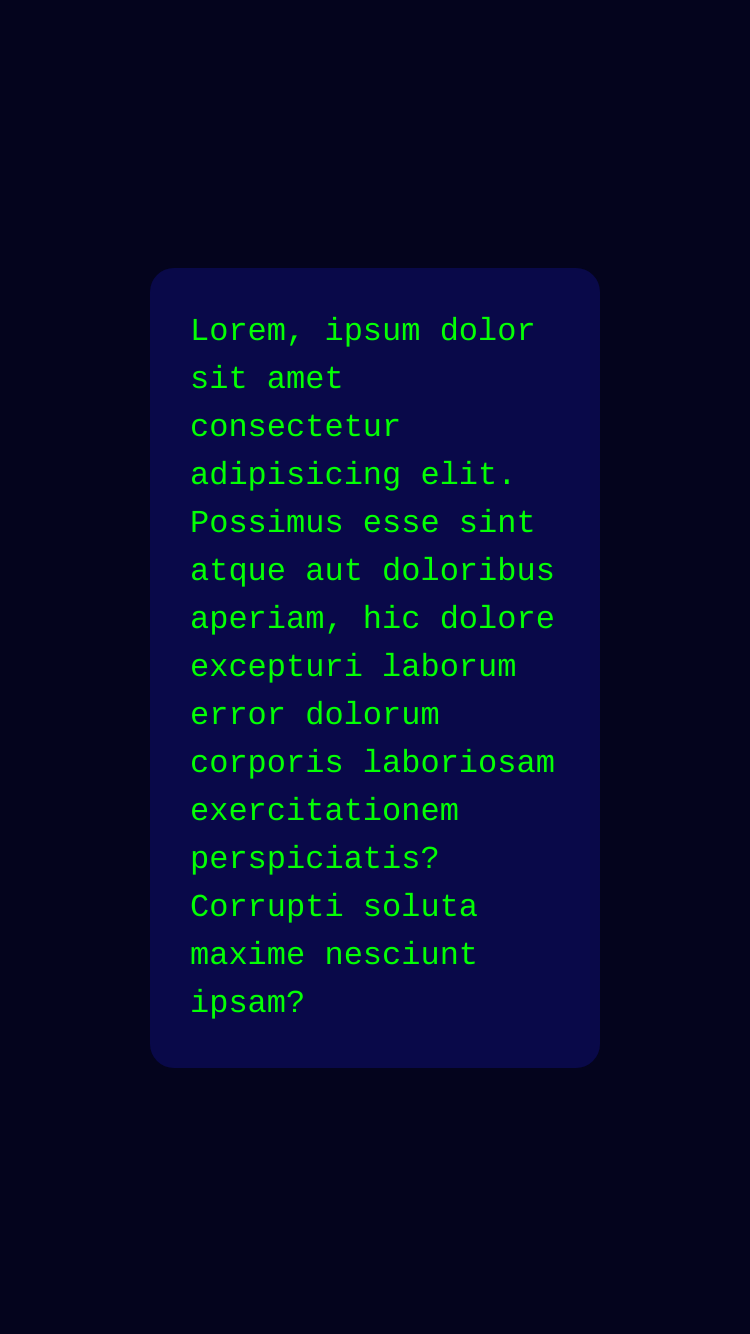 Lorem, ipsum dolor
sit amet
consectetur
adipisicing elit.
Possimus esse sint
atque aut doloribus
aperiam, hic dolore
excepturi laborum
error dolorum
corporis laboriosam
exercitationem
perspiciatis?
Corrupti soluta
maxime nesciunt
ipsam?